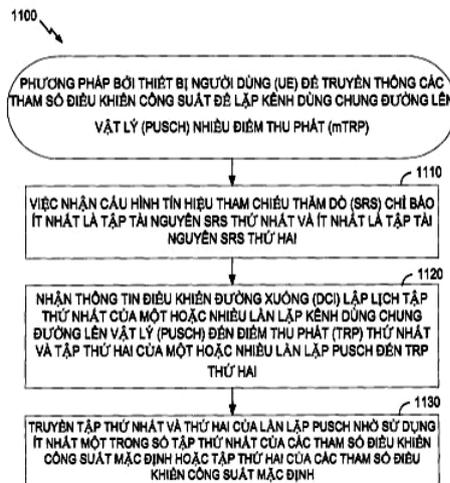 1100
PHƯƠNG PHÁP BỞI THIẾT BỊ NGƯỜI DÙNG (UE) ĐỂ TRUYỀN THÔNG CÁC
THAM SỐ ĐIỀU KHIỂN CÔNG SUẤT ĐỂ LẶP KÊNH DÙNG CHUNG ĐƯỜNG LÊN
VẬT LÝ (PUSCH) NHIỀU ĐIỂM THU PHÁT (mTRP)
1110
VIỆC NHẬN CẤU HÌNH TÍN HIỆU THAM CHIẾU THĂM DÒ (SRS) CHỈ BÁO
ÍT NHẤT LÀ TẬP TÀI NGUYÊN SRS THỨ NHẤT VÀ ÍT NHẤT LÀ TẬP TÀI
NGUYÊN SRS THỨ HAI
1120
NHẬN THÔNG TIN ĐIỀU KHIỂN ĐƯỜNG XUỐNG (DCI) LẬP LỊCH TẬP
THỨ NHẤT CỦA MỘT HOẶC NHIỀU LẦN LẶP KÊNH DÙNG CHUNG
ĐƯỜNG LÊN VẬT LÝ (PUSCH) ĐẾN ĐIỂM THU PHÁT (TRP) THỨ NHẤT
VÀ TẬP THỨ HAI CỦA MỘT HOẶC NHIỀU LẦN LẶP PUSCH ĐẾN TRP
THỨ HAI
1130
TRUYỀN TẬP THỨ NHẤT VÀ THỨ HAI CỦA LẦN LẶP PUSCH NHỜ SỬ DỤNG
ÍT NHẤT MỘT TRONG SỐ TẬP THỨ NHẤT CỦA CÁC THAM SỐ ĐIỀU KHIỂN
CÔNG SUẤT MẶC ĐỊNH HOẶC TẬP THỨ HAI CỦA CÁC THAM SỐ ĐIỀU
KHIỂN CÔNG SUẤT MẶC ĐỊNH